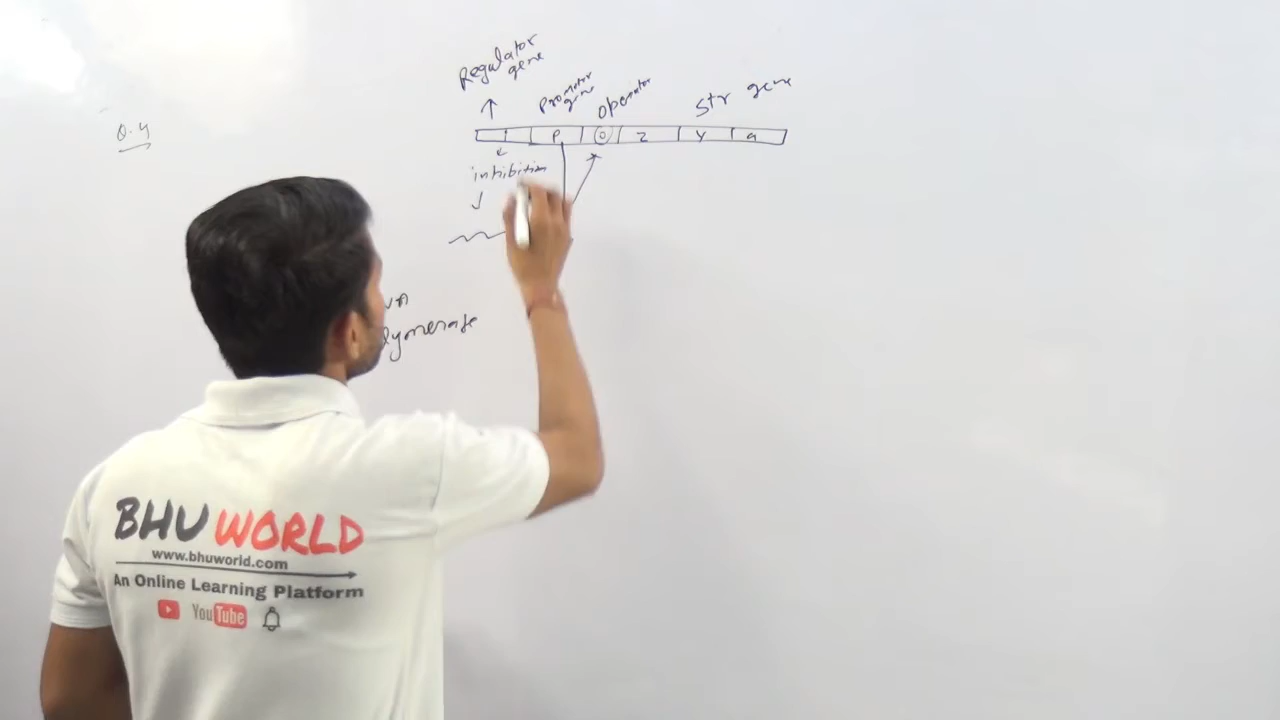 Regulator
gene
Promoter
gene
operator
Str gene
Q.4
P O Z Y a
inhibition
lymerase
BHU WORLD
www.bhuworld.com
An Online Learning Platform
YouTube